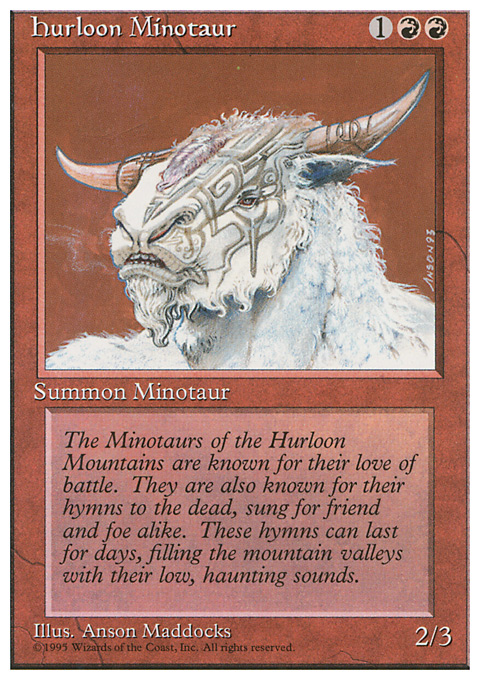 Hurloon Minotaur
1
ANSON93
Summon Minotaur
The Minotaurs of the Hurloon
Mountains are known for their love of
battle. They are also known for their
hymns to the dead, sung for friend
and foe alike. These hymns can last
for days, filling the mountain valleys
with their low, haunting sounds.
Illus. Anson Maddocks
©1995 Wizards of the Coast, Inc. All rights reserved.
2/3